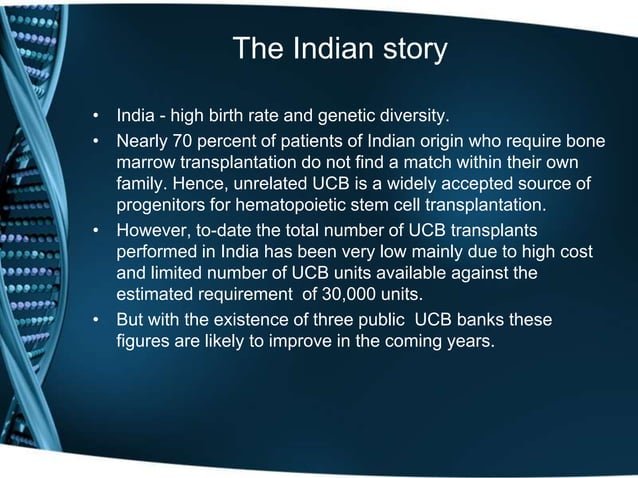 The Indian story
• India - high birth rate and genetic diversity.
• Nearly 70 percent of patients of Indian origin who require bone
marrow transplantation do not find a match within their own
family. Hence, unrelated UCB is a widely accepted source of
progenitors for hematopoietic stem cell transplantation.
• However, to-date the total number of UCB transplants
performed in India has been very low mainly due to high cost
and limited number of UCB units available against the
estimated requirement  of 30,000 units.
• But with the existence of three public  UCB banks these
figures are likely to improve in the coming years.